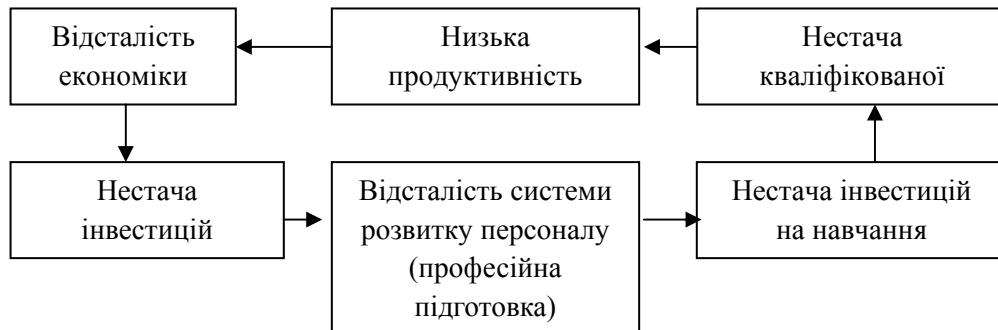 Відсталість
економіки
Низька
продуктивність
Нестача
кваліфікованої
Нестача
інвестицій
Відсталість системи
розвитку персоналу
(професійна
підготовка)
Нестача інвестицій
на навчання